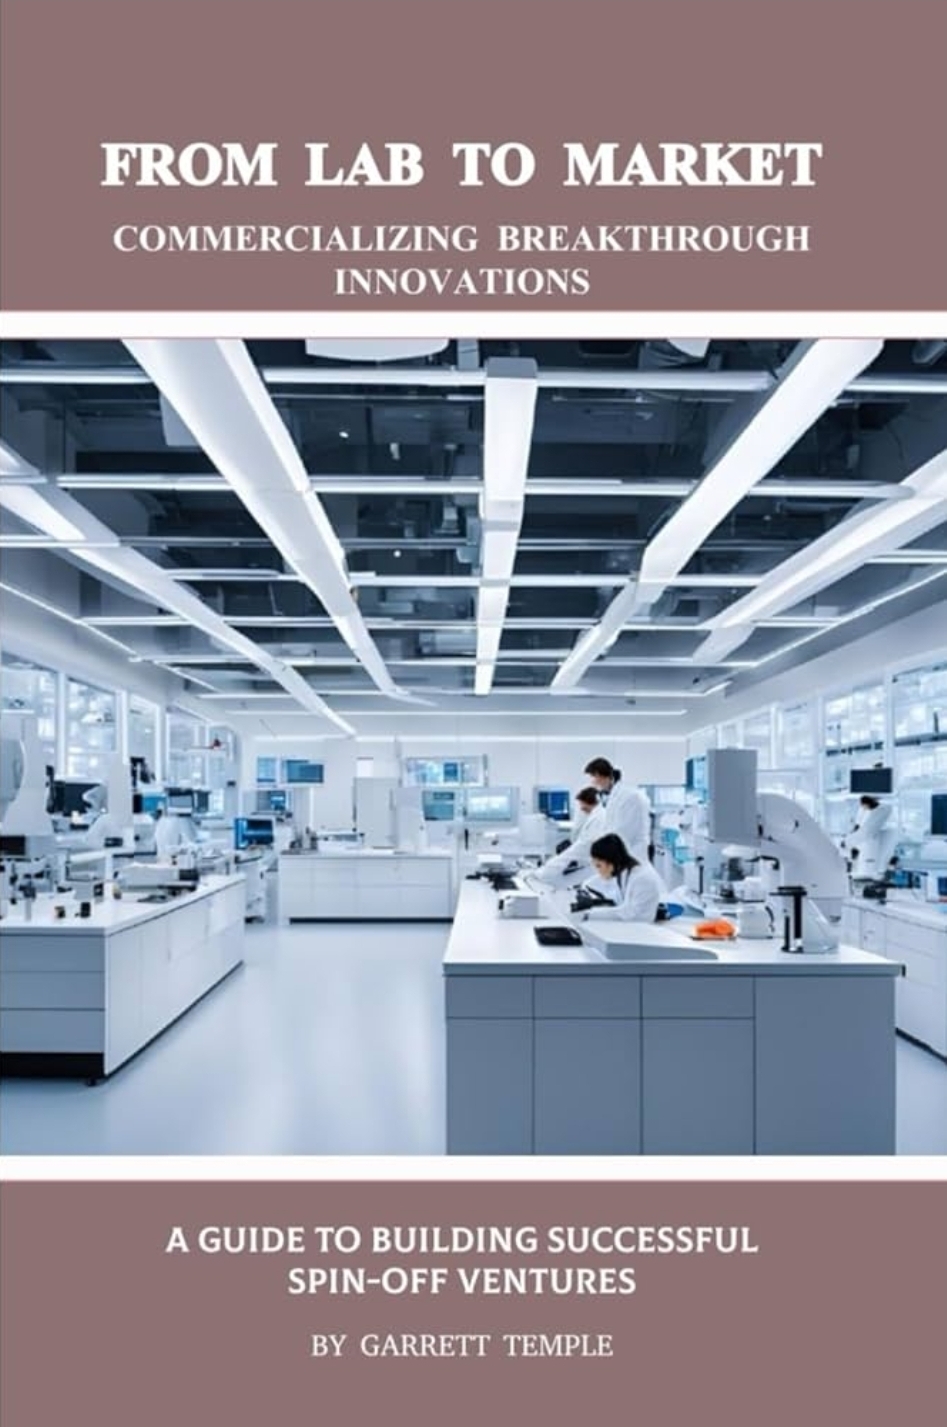 FROM LAB TO MARKET
COMMERCIALIZING BREAKTHROUGH
INNOVATIONS
A GUIDE TO BUILDING SUCCESSFUL
SPIN-OFF VENTURES
BY GARRETT TEMPLE